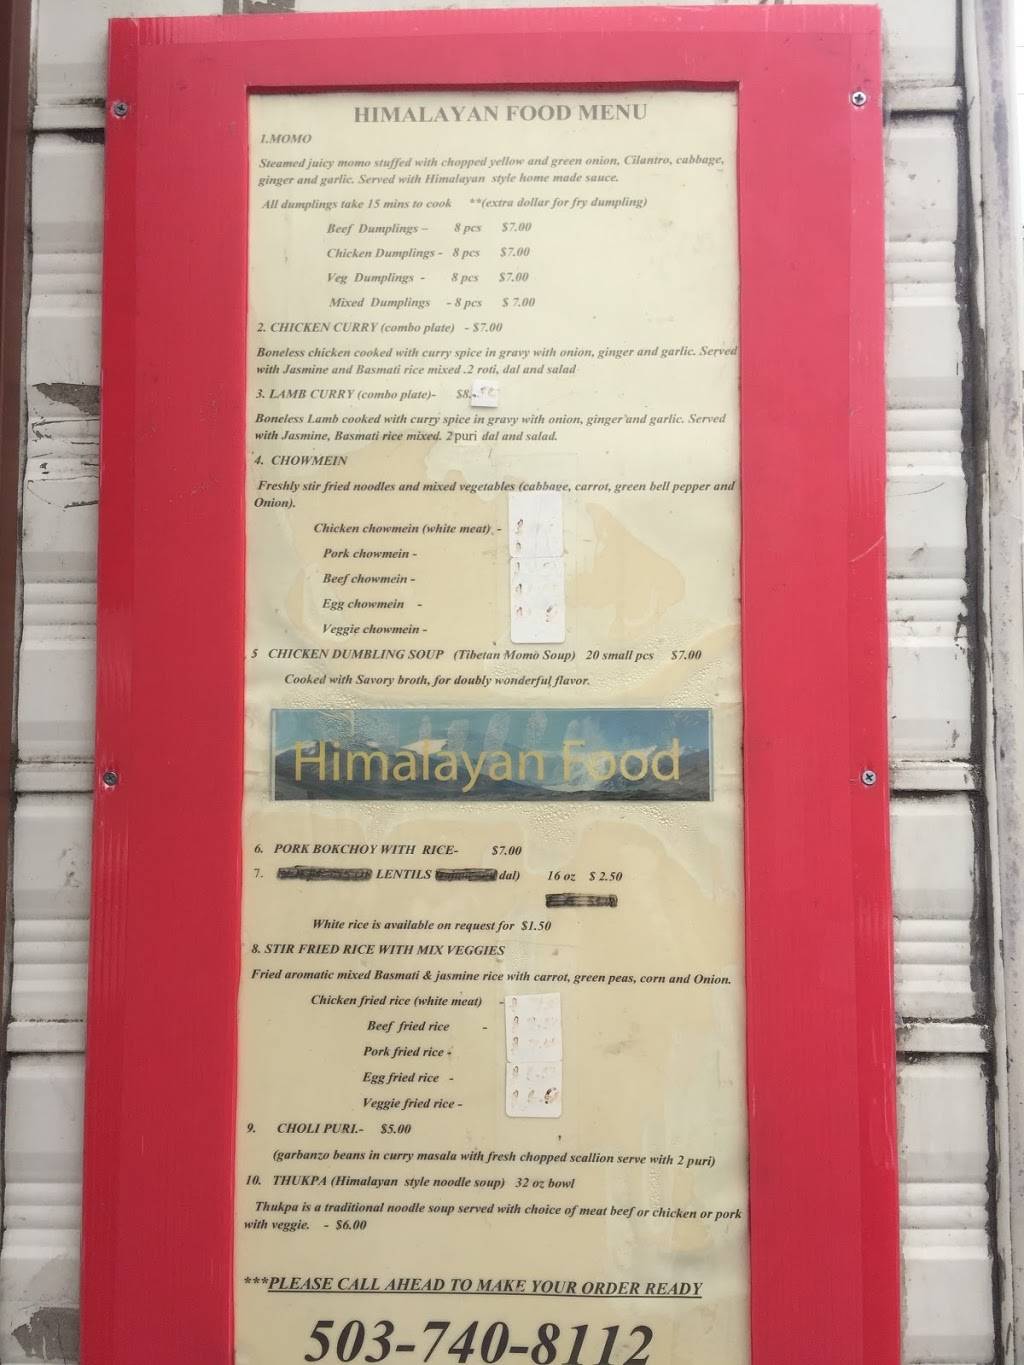 HIMALAYAN FOOD MENU
1.MOMO
Steamed juicy momo stuffed with chopped yellow and green onion, Cilantro, cabbage,
ginger and garlic. Served with Himalayan style home made sauce.
All dumplings take 15 mins to cook **(extra dollar for fry dumpling)
Beef Dumplings – 8 pcs $7.00
Chicken Dumplings - 8 pcs $7.00
Veg Dumplings - 8 pcs $7.00
Mixed Dumplings - 8 pcs $ 7.00
2. CHICKEN CURRY (combo plate) - $7.00
Boneless chicken cooked with curry spice in gravy with onion, ginger and garlic. Served
with Jasmine and Basmati rice mixed .2 roti, dal and salad
3. LAMB CURRY (combo plate)- $8.
Boneless Lamb cooked with curry spice in gravy with onion, ginger and garlic. Served
with Jasmine, Basmati rice mixed. 2 puri dal and salad.
4. CHOWMEIN
Freshly stir fried noodles and mixed vegetables (cabbage, carrot, green bell pepper and
Onion).
Chicken chowmein (white meat) -
Pork chowmein -
Beef chowmein -
Egg chowmein -
Veggie chowmein -
5 CHICKEN DUMBLING SOUP (Tibetan Momo Soup) 20 small pcs $7.00
Cooked with Savory broth, for doubly wonderful flavor.
Himalayan Food
6. PORK BOKCHOY WITH RICE- $7.00
7. LENTILS dal) 16 oz $ 2.50
White rice is available on request for $1.50
8. STIR FRIED RICE WITH MIX VEGGIES
Fried aromatic mixed Basmati & jasmine rice with carrot, green peas, corn and Onion.
Chicken fried rice (white meat) -
Beef fried rice -
Pork fried rice -
Egg fried rice -
Veggie fried rice -
9. CHOLI PURI.- $5.00
(garbanzo beans in curry masala with fresh chopped scallion serve with 2 puri)
10. THUKPA (Himalayan style noodle soup) 32 oz bowl
Thukpa is a traditional noodle soup served with choice of meat beef or chicken or pork
with veggie. - $6.00
***PLEASE CALL AHEAD TO MAKE YOUR ORDER READY
503-740-8112